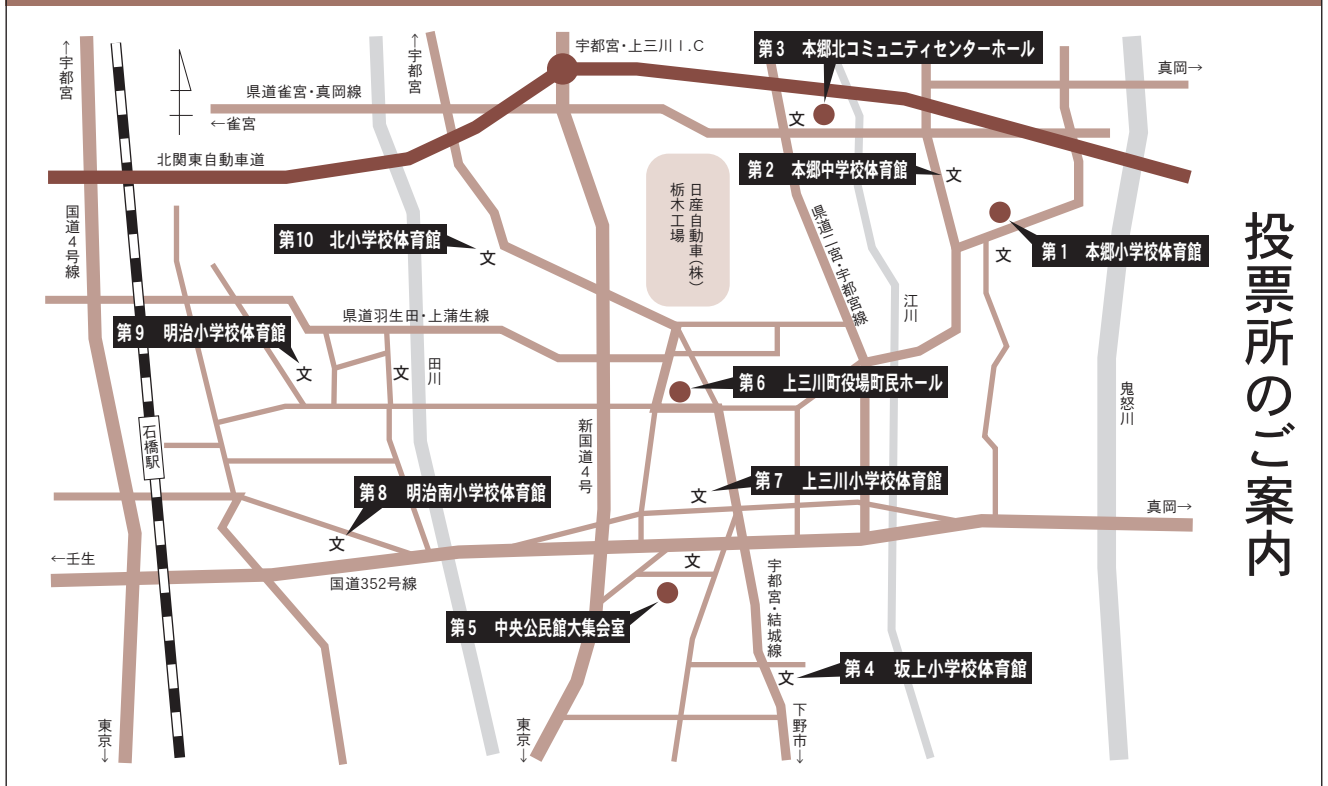 投票所のご案内
↑宇都宮
↑宇都宮
宇都宮・上三川I.C
第3 本郷北コミュニティセンターホール
真岡→
県道雀宮・真岡線
←雀宮
文
北関東自動車道
第2 本郷中学校体育館
文
日産自動車(株)
栃木工場
国道4号線
第10 北小学校体育館
文
県道二宮・宇都宮線
第1 本郷小学校体育館
文
江川
県道羽生田・上蒲生線
第9 明治小学校体育館
文
文
田川
第6 上三川町役場町民ホール
鬼怒川
石橋駅
新国道4号
第7 上三川小学校体育館
文
第8 明治南小学校体育館
文
真岡→
←壬生
国道352号線
文
宇都宮・結城線
第5 中央公民館大集会室
第4 坂上小学校体育館
文
東京↓
東京↓
下野市↓